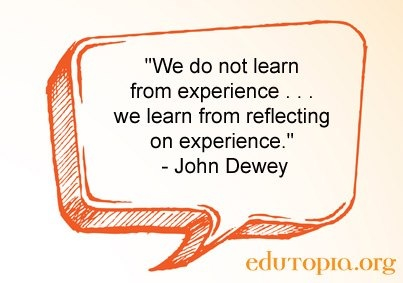 "We do not learn
from experience . . .
we learn from reflecting
on experience."
- John Dewey
edutopia.org